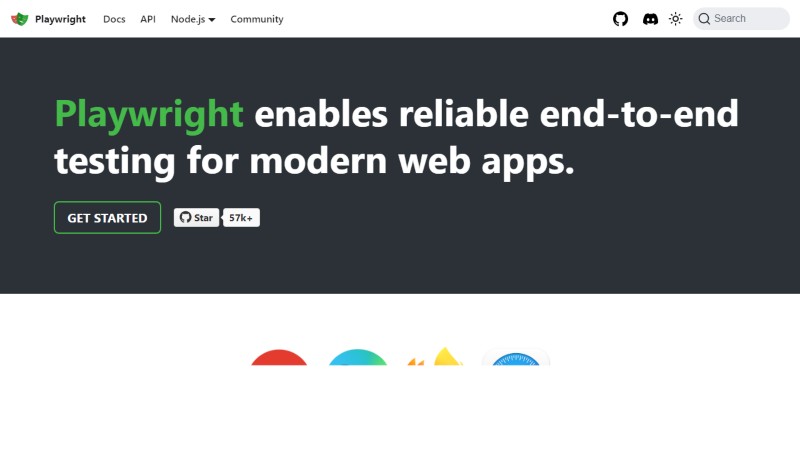 Playwright Docs API Node.js Community Search
Playwright enables reliable end-to-end
testing for modern web apps.
GET STARTED Star 57k+